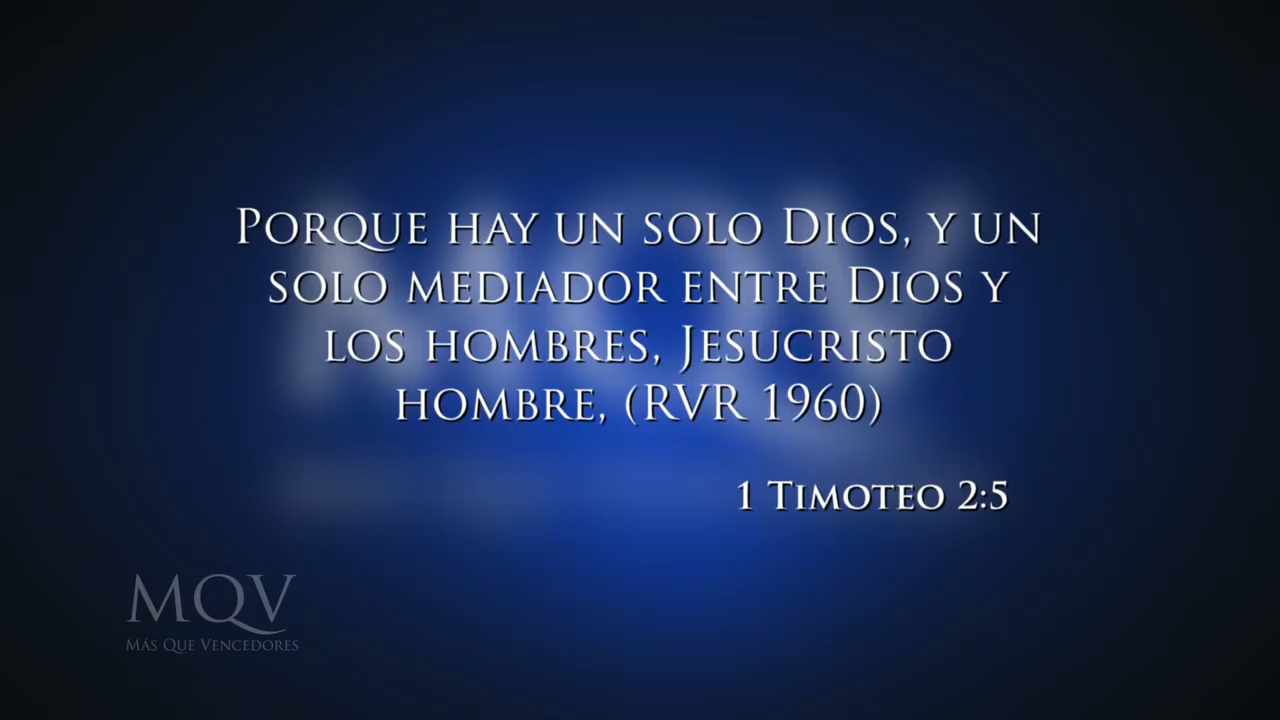 Porque hay un solo Dios, y un
solo mediador entre Dios y
los hombres, Jesucristo
hombre, (RVR 1960)
1 Timoteo 2:5
MQV
Más Que Vencedores